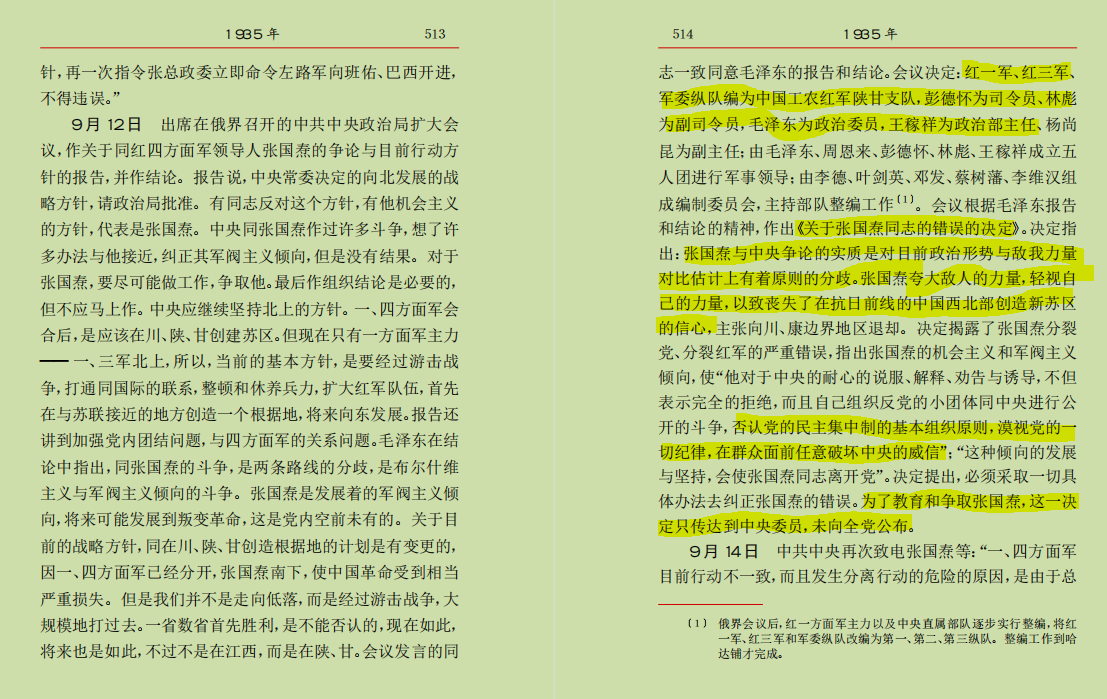 1935年 513
针，再一次指令张总政委立即命令左路军向班佑、巴西开进，
不得违误。”
9月12日 出席在俄界召开的中共中央政治局扩大会
议，作关于同红四方面军领导人张国焘的争论与目前行动方
针的报告，并作结论。报告说，中央常委决定的向北发展的战
略方针，请政治局批准。有同志反对这个方针，有他机会主义
的方针，代表是张国焘。中央同张国焘作过许多斗争，想了许
多办法与他接近，纠正其军阀主义倾向，但是没有结果。对于
张国焘，要尽可能做工作，争取他。最后作组织结论是必要的，
但不应马上作。中央应继续坚持北上的方针。一、四方面军会
合后，是应该在川、陕、甘创建苏区。但现在只有一方面军主力
——一、三军北上，所以，当前的基本方针，是要经过游击战
争，打通同国际的联系，整顿和休养兵力，扩大红军队伍，首先
在与苏联接近的地方创造一个根据地，将来向东发展。报告还
讲到加强党内团结问题，与四方面军的关系问题。毛泽东在结
论中指出，同张国焘的斗争，是两条路线的分歧，是布尔什维
主义与军阀主义倾向的斗争。张国焘是发展着的军阀主义倾
向，将来可能发展到叛变革命，这是党内空前未有的。关于目
前的战略方针，同在川、陕、甘创造根据地的计划是有变更的，
因一、四方面军已经分开，张国焘南下，使中国革命受到相当
严重损失。但是我们并不是走向低落，而是经过游击战争，大
规模地打过去。一省数省首先胜利，是不能否认的，现在如此，
将来也是如此，不过不是在江西，而是在陕、甘。会议发言的同
514 1935年
志一致同意毛泽东的报告和结论。会议决定：红一军、红三军、
军委纵队编为中国工农红军陕甘支队，彭德怀为司令员、林彪
为副司令员，毛泽东为政治委员，王稼祥为政治部主任、杨尚
昆为副主任；由毛泽东、周恩来、彭德怀、林彪、王稼祥成立五
人团进行军事领导；由李德、叶剑英、邓发、蔡树藩、李维汉组
成编制委员会，主持部队整编工作〔1〕。会议根据毛泽东报告
和结论的精神，作出《关于张国焘同志的错误的决定》。决定指
出：张国焘与中央争论的实质是对目前政治形势与敌我力量
对比估计上有着原则的分歧。张国焘夸大敌人的力量，轻视自
己的力量，以致丧失了在抗日前线的中国西北部创造新苏区
的信心，主张向川、康边界地区退却。决定揭露了张国焘分裂
党、分裂红军的严重错误，指出张国焘的机会主义和军阀主义
倾向，使“他对于中央的耐心的说服、解释、劝告与诱导，不但
表示完全的拒绝，而且自己组织反党的小团体同中央进行公
开的斗争，否认党的民主集中制的基本组织原则，漠视党的一
切纪律，在群众面前任意破坏中央的威信”；“这种倾向的发展
与坚持，会使张国焘同志离开党”。决定提出，必须采取一切具
体办法去纠正张国焘的错误。为了教育和争取张国焘，这一决
定只传达到中央委员，未向全党公布。
9月14日 中共中央再次致电张国焘等：“一、四方面军
目前行动不一致，而且发生分离行动的危险的原因，是由于总
〔1〕 俄界会议后，红一方面军主力以及中央直属部队逐步实行整编，将红
一军、红三军和军委纵队改编为第一、第二、第三纵队。整编工作到哈
达铺才完成。